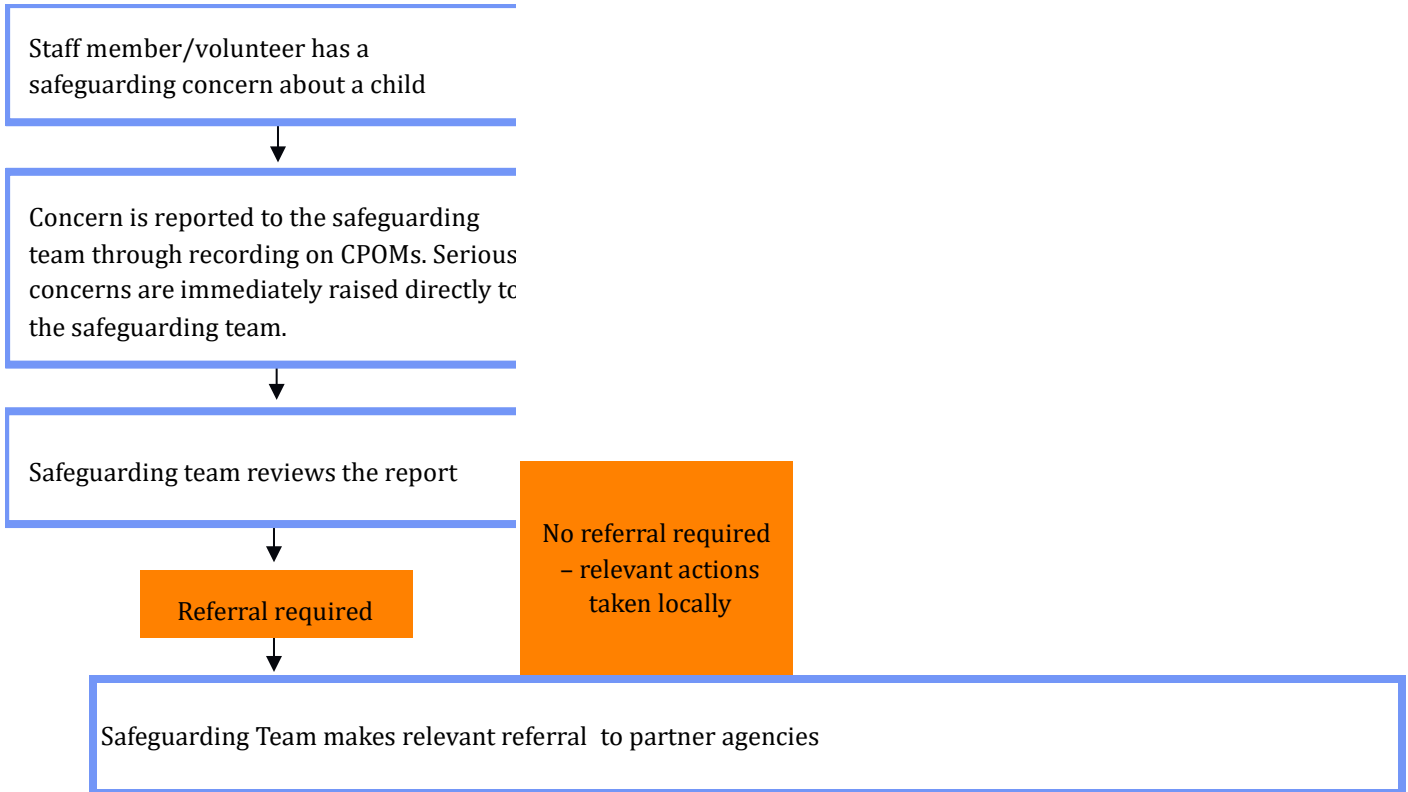 Staff member/volunteer has a
safeguarding concern about a child
Concern is reported to the safeguarding
team through recording on CPOMs. Serious
concerns are immediately raised directly to
the safeguarding team.
Safeguarding team reviews the report
No referral required
– relevant actions
taken locally
Referral required
Safeguarding Team makes relevant referral  to partner agencies